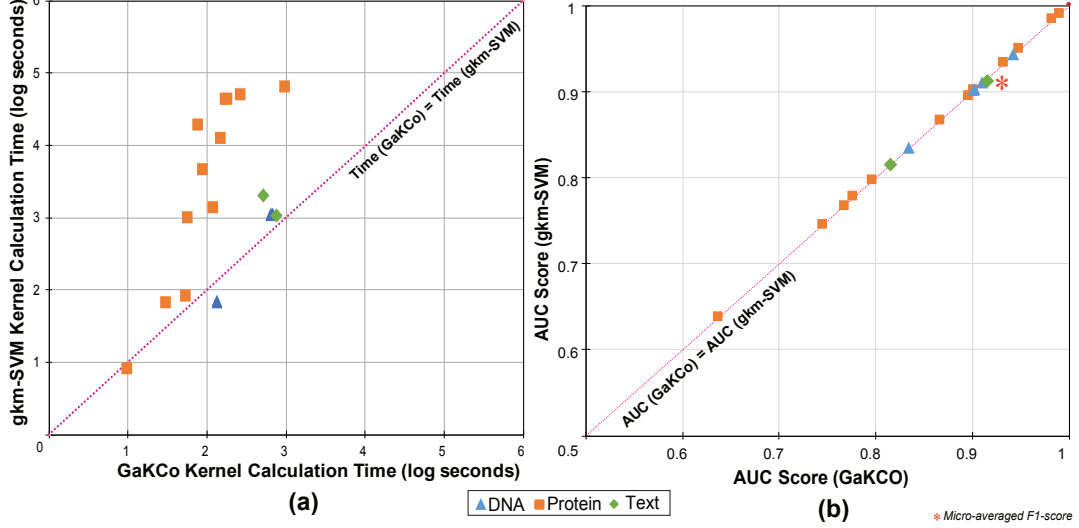 gkm-SVM Kernel Calculation Time (log seconds)
6
5
4
3
2
1
0
1
2
3
4
5
6
Time (GaKCo) = Time (gkm-SVM)
GaKCo Kernel Calculation Time (log seconds)
(a)
AUC Score (gkm-SVM)
1
0.9
0.8
0.7
0.6
0.5
0.6
0.7
0.8
0.9
1
AUC (GaKCo) = AUC (gkm-SVM)
*
AUC Score (GaKCO)
(b)
DNA Protein Text
* Micro-averaged F1-score